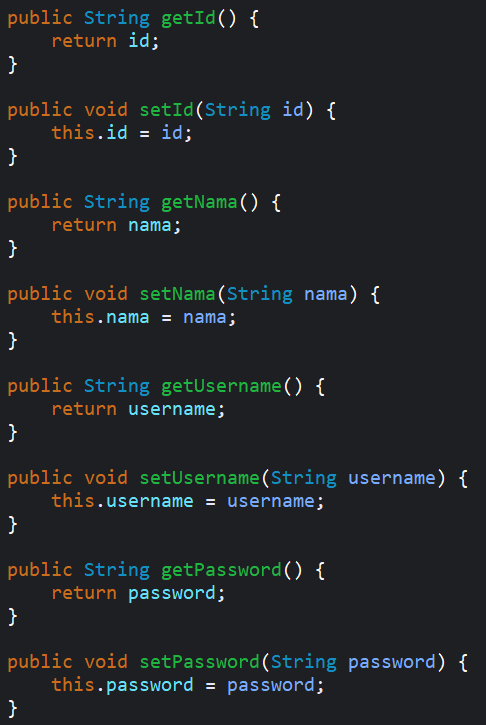 public String getId() {
    return id;
}
public void setId(String id) {
    this.id = id;
}
public String getNama() {
    return nama;
}
public void setNama(String nama) {
    this.nama = nama;
}
public String getUsername() {
    return username;
}
public void setUsername(String username) {
    this.username = username;
}
public String getPassword() {
    return password;
}
public void setPassword(String password) {
    this.password = password;
}